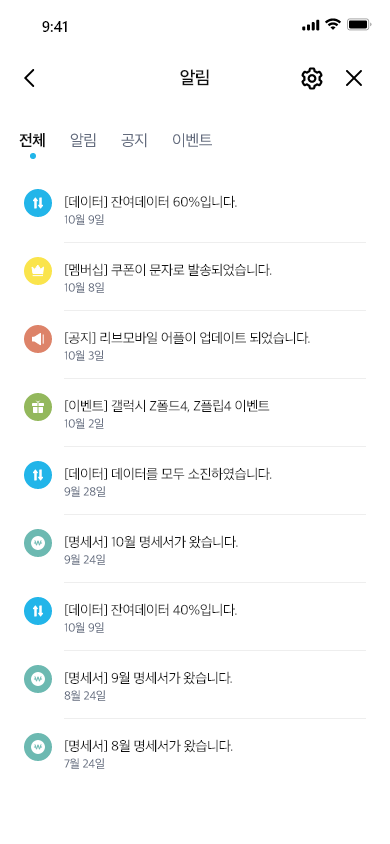 9:41
알림
전체 알림 공지 이벤트
[데이터] 잔여데이터 60%입니다.
10월 9일
[멤버십] 쿠폰이 문자로 발송되었습니다.
10월 8일
[공지] 리브모바일 어플이 업데이트 되었습니다.
10월 3일
[이벤트] 갤럭시 Z폴드4, Z플립4 이벤트
10월 2일
[데이터] 데이터를 모두 소진하였습니다.
9월 28일
[명세서] 10월 명세서가 왔습니다.
9월 24일
[데이터] 잔여데이터 40%입니다.
10월 9일
[명세서] 9월 명세서가 왔습니다.
8월 24일
[명세서] 8월 명세서가 왔습니다.
7월 24일